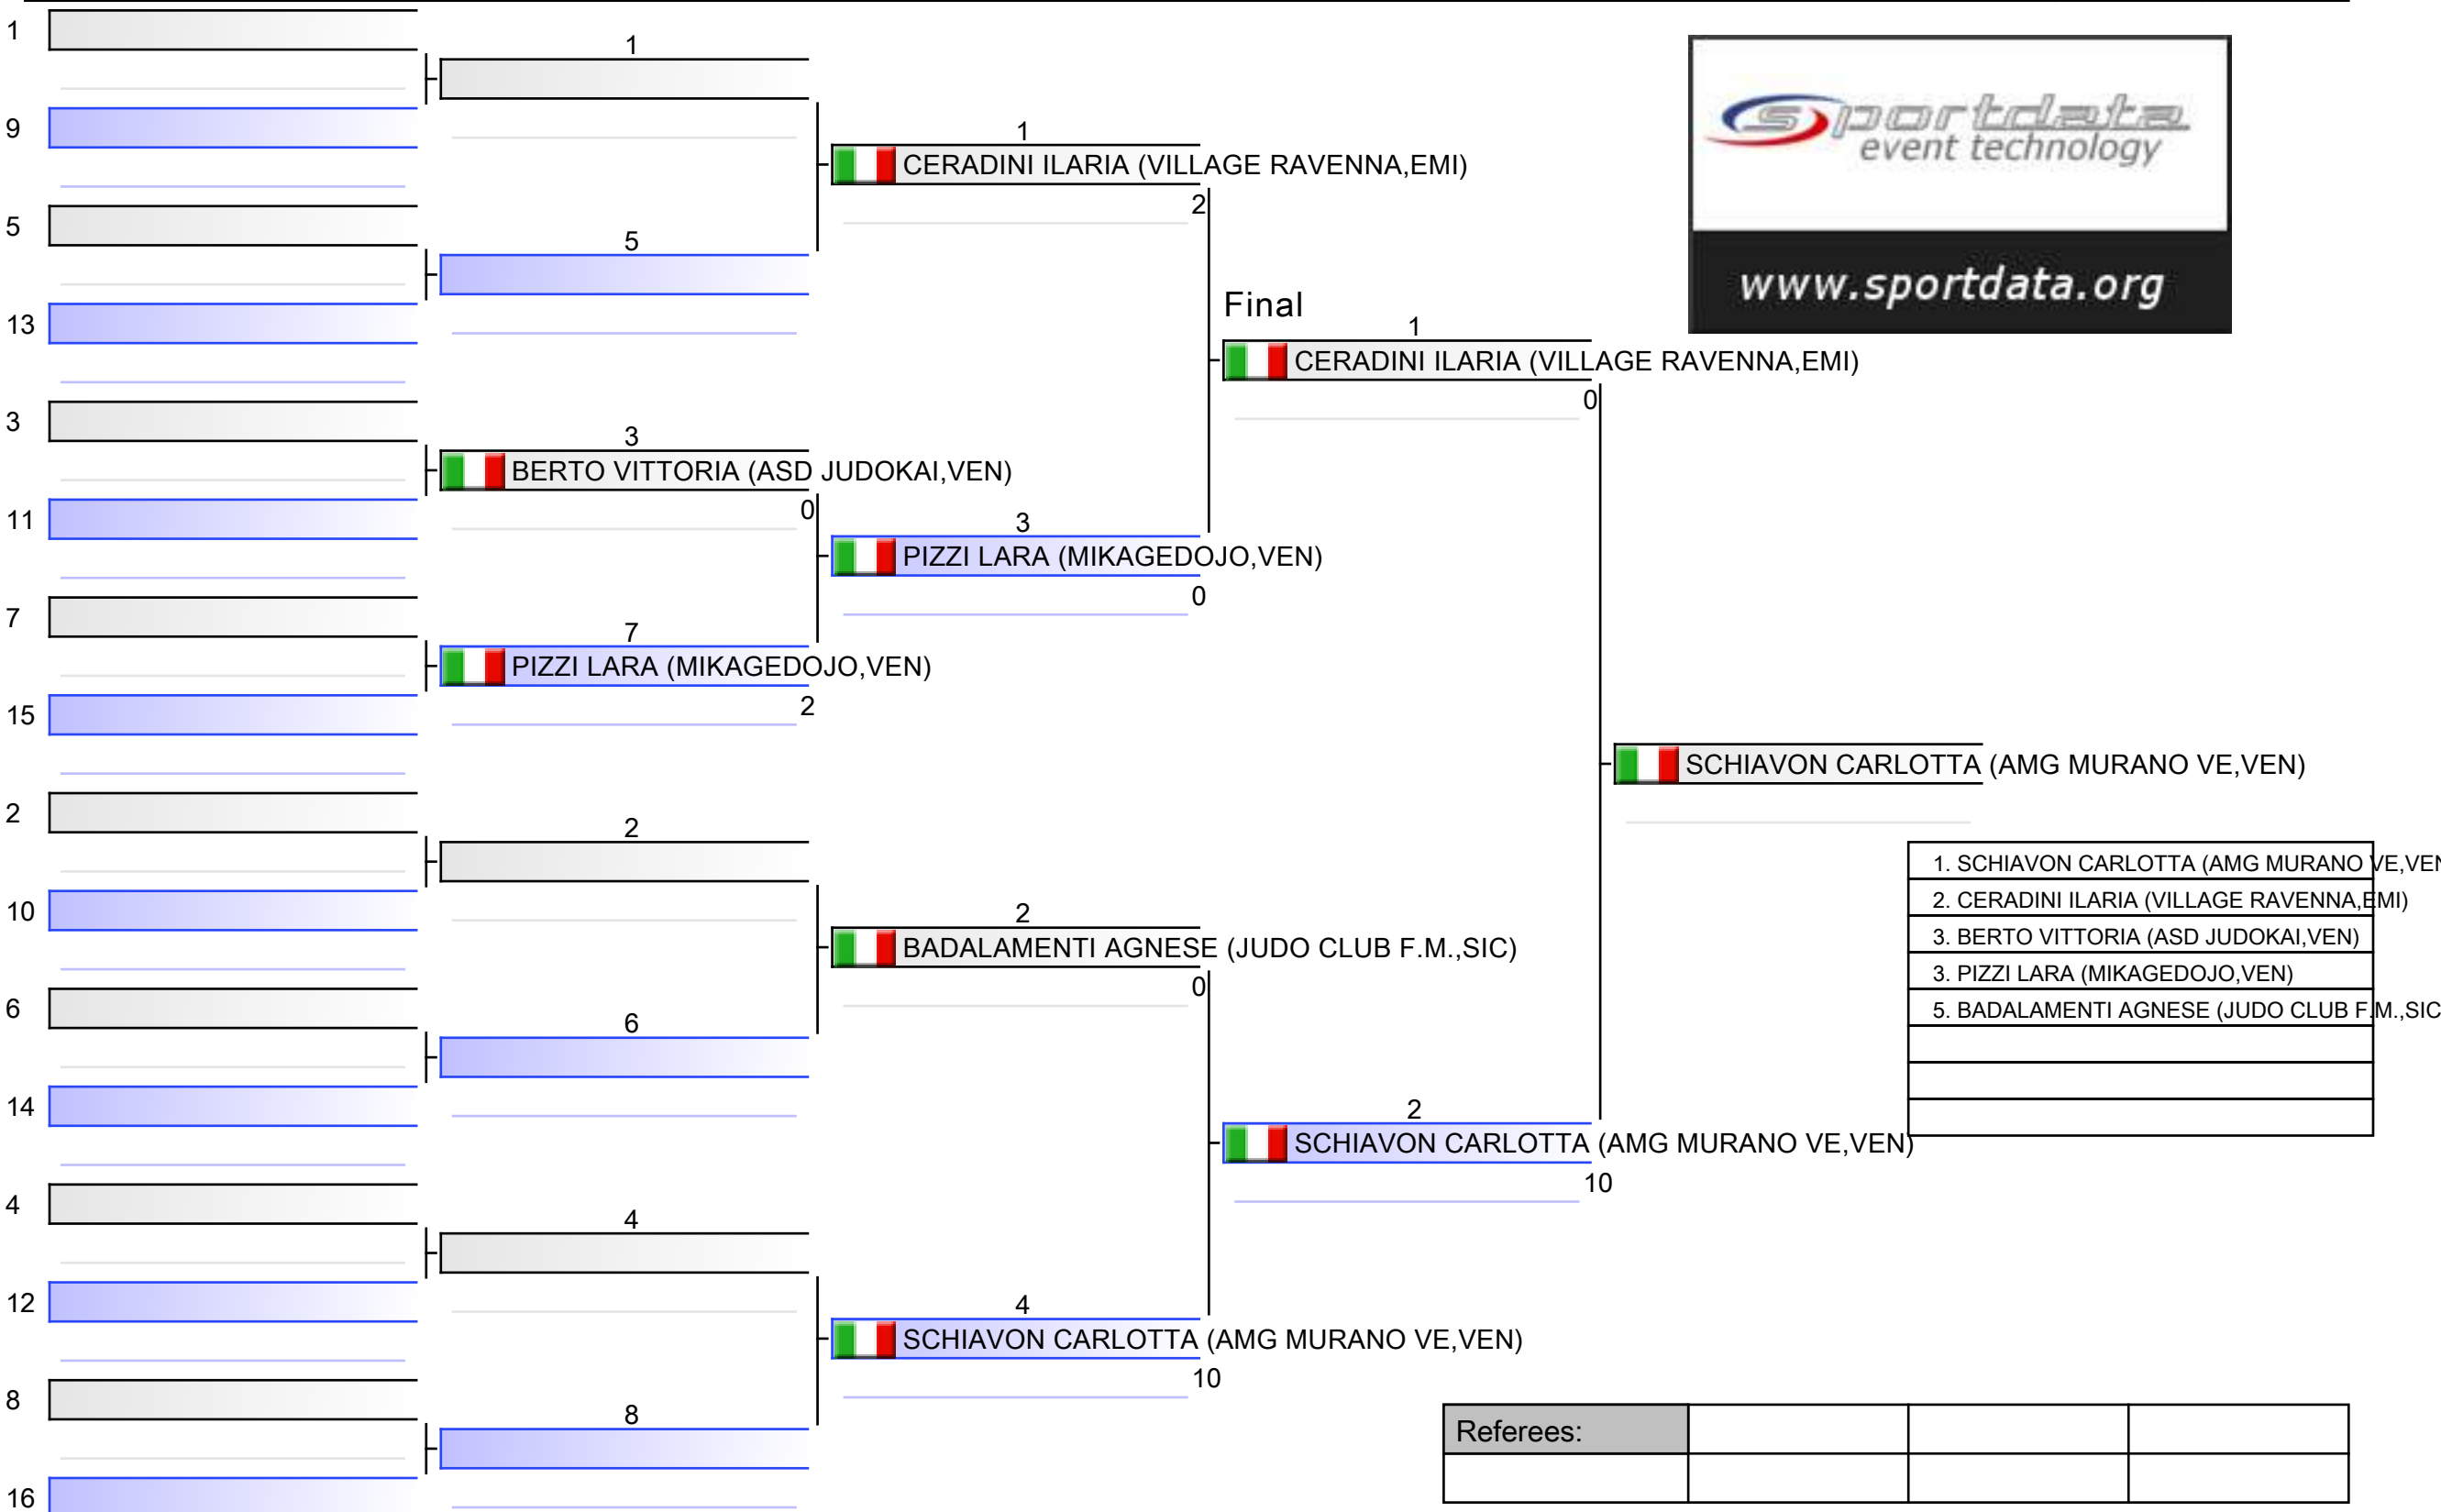 1
1
9
1
CERADINI ILARIA (VILLAGE RAVENNA,EMI)
2
5
5
13
sportdata
event technology
www.sportdata.org
Final
1
CERADINI ILARIA (VILLAGE RAVENNA,EMI)
0
3
3
BERTO VITTORIA (ASD JUDOKAI,VEN)
0
11
3
PIZZI LARA (MIKAGEDOJO,VEN)
0
7
7
PIZZI LARA (MIKAGEDOJO,VEN)
2
15
SCHIAVON CARLOTTA (AMG MURANO VE,VEN)
2
2
10
2
BADALAMENTI AGNESE (JUDO CLUB F.M.,SIC)
0
6
6
14
1. SCHIAVON CARLOTTA (AMG MURANO VE,VEN
2. CERADINI ILARIA (VILLAGE RAVENNA,EMI)
3. BERTO VITTORIA (ASD JUDOKAI,VEN)
3. PIZZI LARA (MIKAGEDOJO,VEN)
5. BADALAMENTI AGNESE (JUDO CLUB F.M.,SIC
2
SCHIAVON CARLOTTA (AMG MURANO VE,VEN)
10
4
4
12
4
SCHIAVON CARLOTTA (AMG MURANO VE,VEN)
10
8
8
16
Referees: